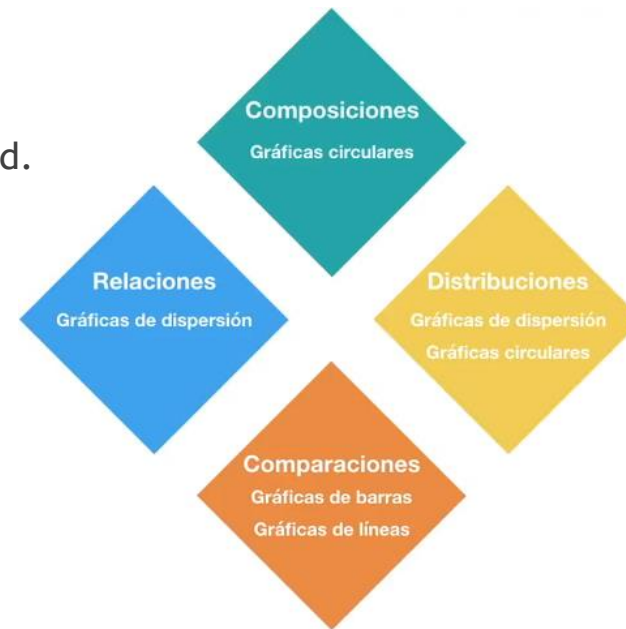 Composiciones
Gráficas circulares
d.
Relaciones
Gráficas de dispersión
Distribuciones
Gráficas de dispersión
Gráficas circulares
Comparaciones
Gráficas de barras
Gráficas de líneas